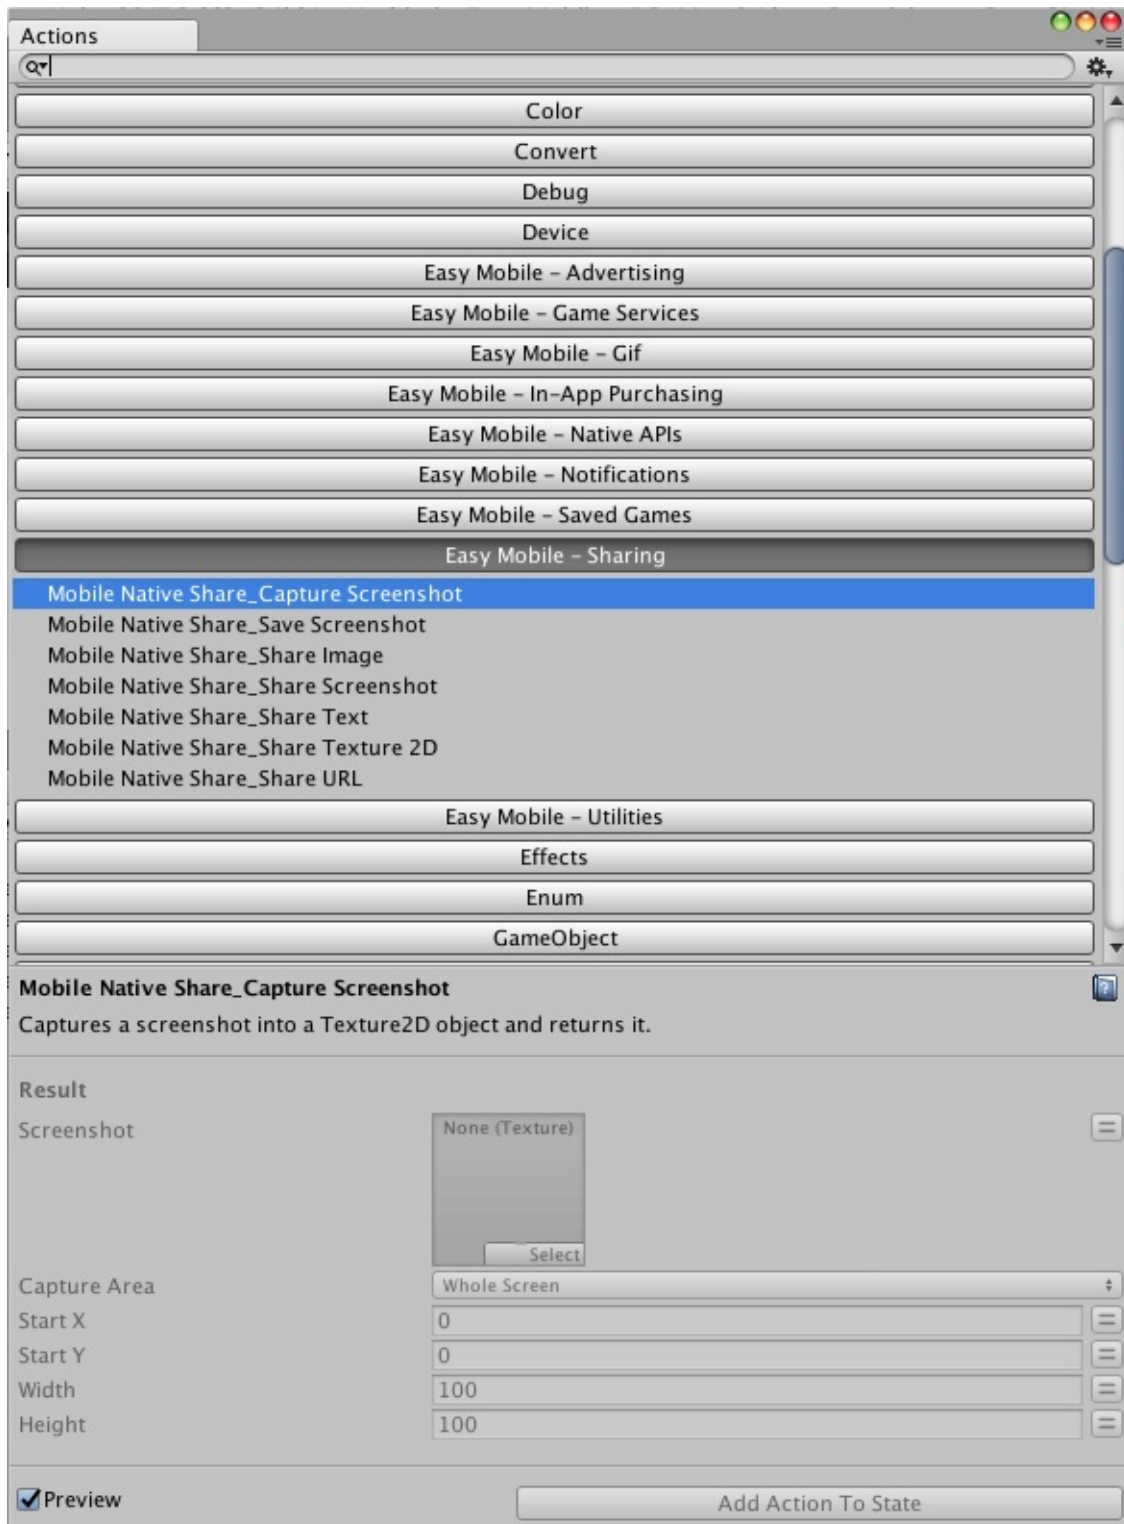 Actions
Color
Convert
Debug
Device
Easy Mobile – Advertising
Easy Mobile – Game Services
Easy Mobile – Gif
Easy Mobile – In-App Purchasing
Easy Mobile – Native APIs
Easy Mobile – Notifications
Easy Mobile – Saved Games
Easy Mobile – Sharing
Mobile Native Share_Capture Screenshot
Mobile Native Share_Save Screenshot
Mobile Native Share_Share Image
Mobile Native Share_Share Screenshot
Mobile Native Share_Share Text
Mobile Native Share_Share Texture 2D
Mobile Native Share_Share URL
Easy Mobile – Utilities
Effects
Enum
GameObject
Mobile Native Share_Capture Screenshot
Captures a screenshot into a Texture2D object and returns it.
Result
Screenshot None (Texture)
Select
Capture Area Whole Screen
Start X 0
Start Y 0
Width 100
Height 100
Preview Add Action To State